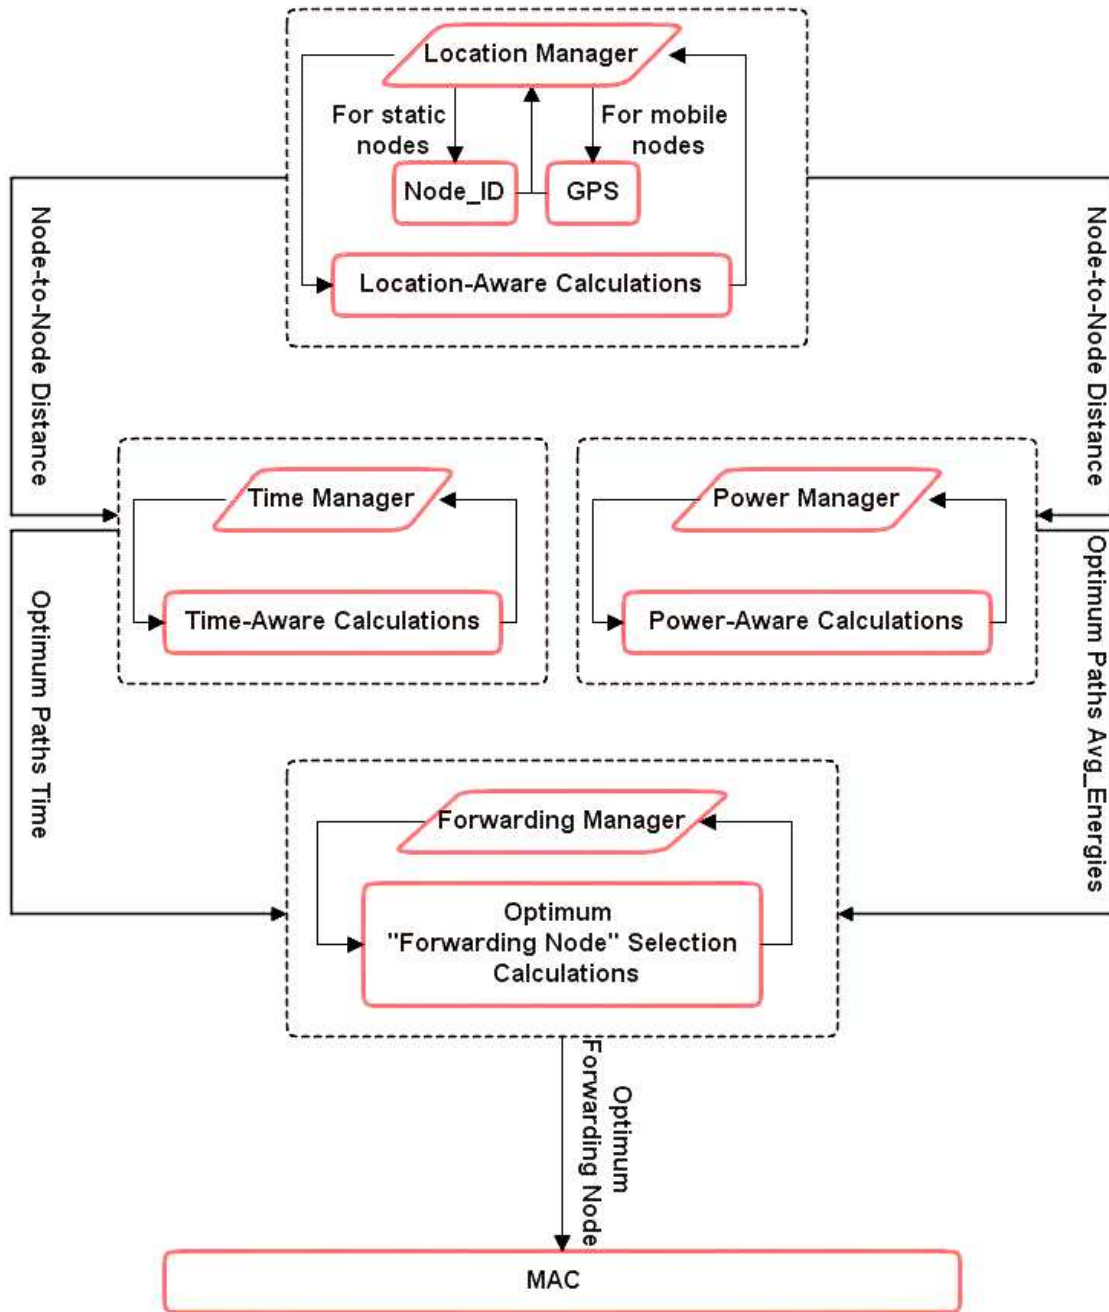 Location Manager
For static
nodes
For mobile
nodes
Node_ID
GPS
Location-Aware Calculations
Node-to-Node Distance
Node-to-Node Distance
Time Manager
Time-Aware Calculations
Power Manager
Power-Aware Calculations
Optimum Paths Time
Optimum Paths Avg_Energies
Forwarding Manager
Optimum
"Forwarding Node" Selection
Calculations
Optimum
Forwarding Node
MAC